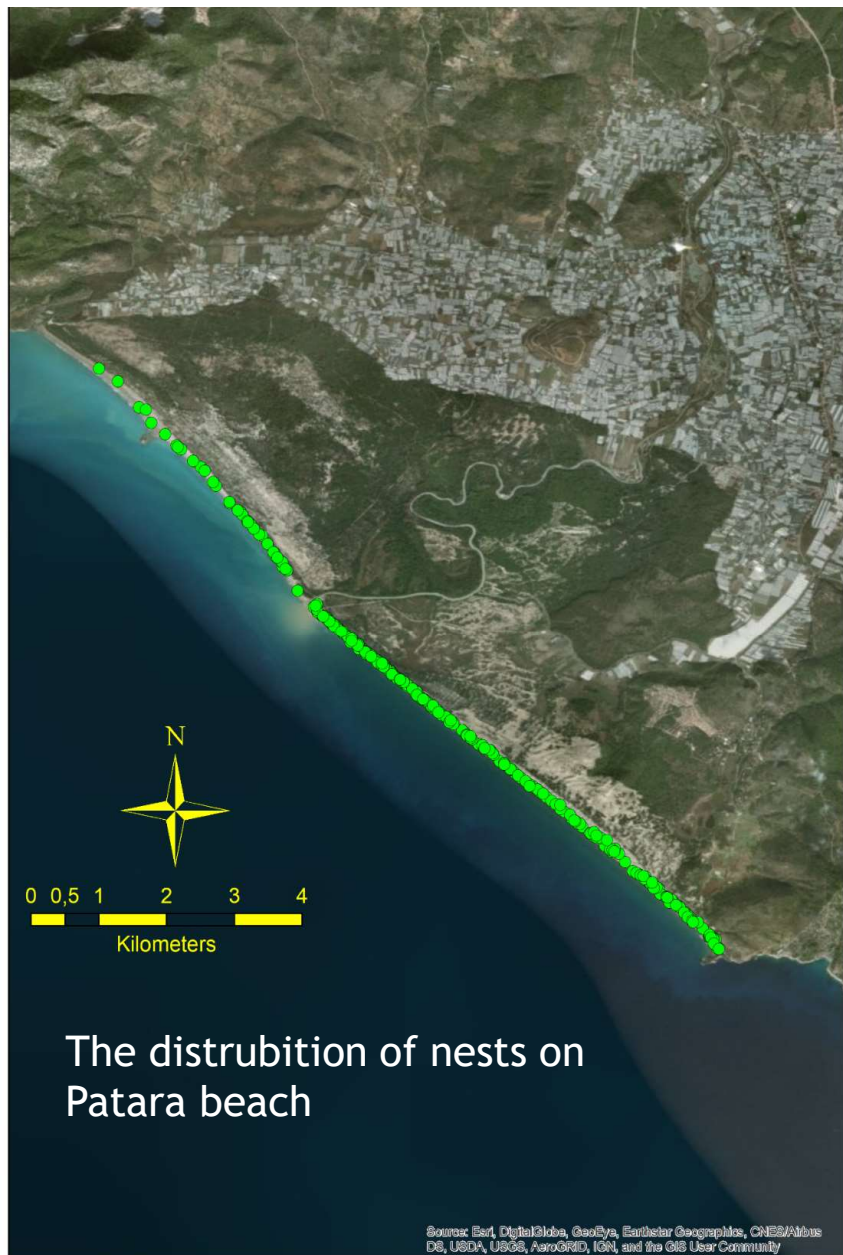 N
0 0,5 1 2 3 4
Kilometers
The distrubition of nests on
Patara beach
Source: Esri, DigitalGlobe, GeoEye, Earthstar Geographics, CNES/Airbus
DS, USDA, USGS, AeroGRID, IGN, and the GIS User Community